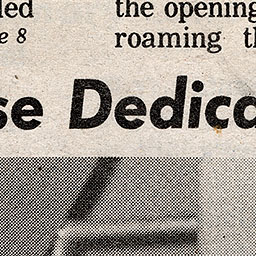 led the opening
e 8 roaming th
se Dedica